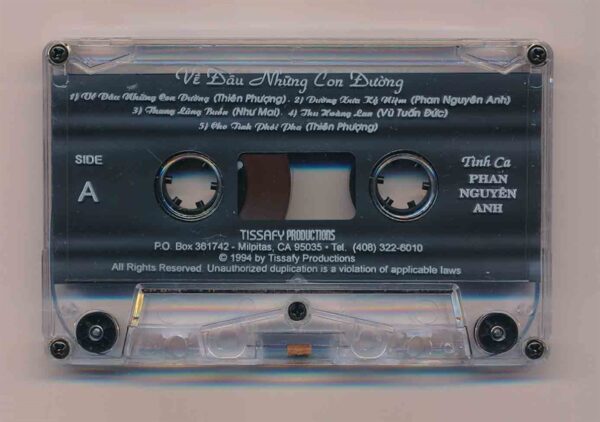 Về Đâu Những Con Đường
1) Về Đâu Những Con Đường (Thiên Phượng) . 2) Đường Xưa Kỷ Niệm (Phan Nguyên Anh)
3) Thung Lũng Buồn (Như Mai) . 4) Thu Hoàng Lan (Vũ Tuấn Đức)
5) Cho Tình Phôi Pha (Thiên Phượng)
SIDE
A
Tình Ca
PHAN
NGUYÊN
ANH
TISSAFY PRODUCTIONS
P.O. Box 361742 - Milpitas, CA 95035 • Tel. (408) 322-6010
© 1994 by Tissafy Productions
All Rights Reserved. Unauthorized duplication is a violation of applicable laws